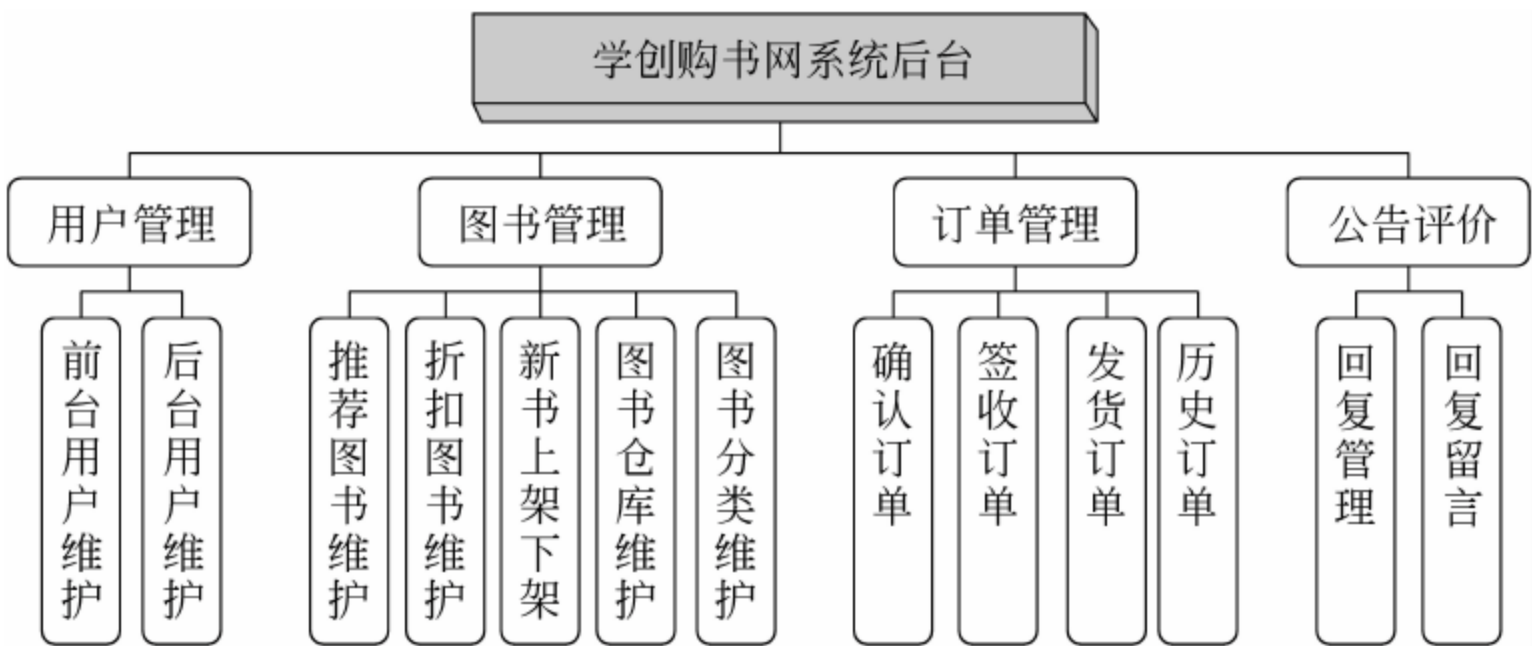 学创购书网系统后台
用户管理
图书管理
订单管理
公告评价
前台用户维护
后台用户维护
推荐图书维护
折扣图书维护
新书上架下架
图书仓库维护
图书分类维护
确认订单
签收订单
发货订单
历史订单
回复管理
回复留言